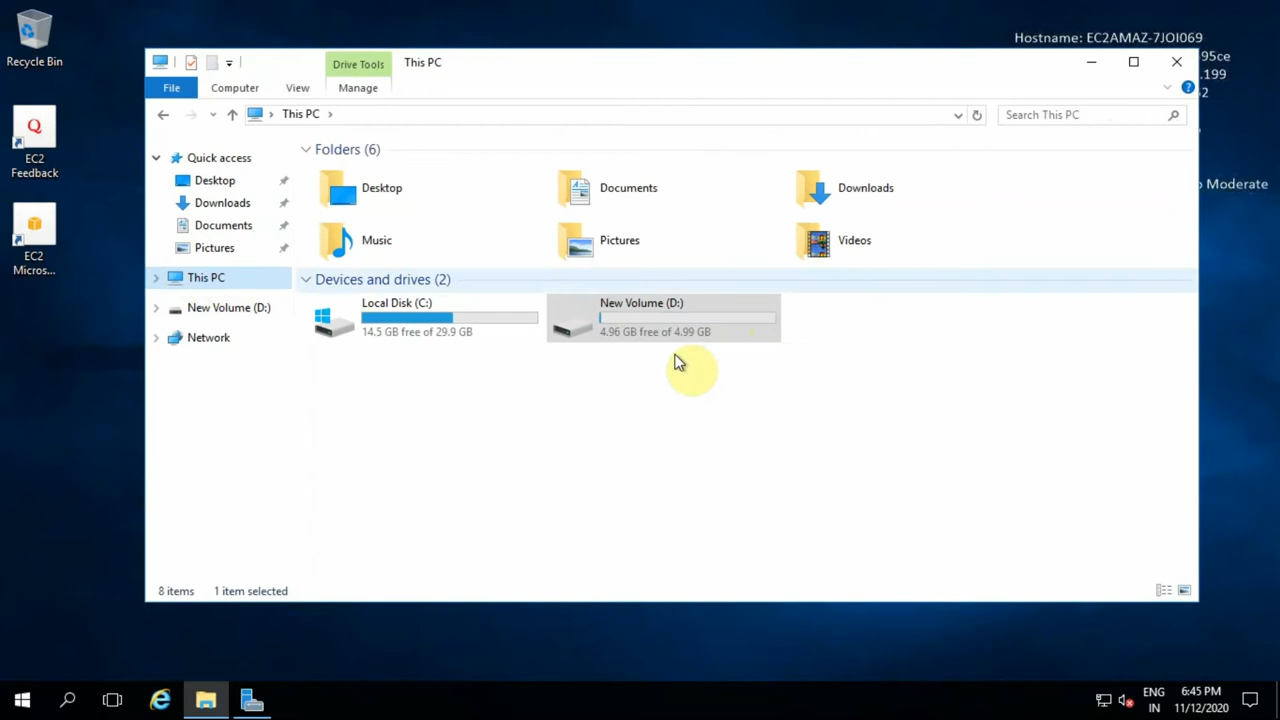 Recycle Bin
EC2
Feedback
EC2
Micros...
Hostname: EC2AMAZ-7JOI069
95ce
.199
2
o Moderate
Drive Tools
This PC
File
Computer
View
Manage
This PC
Search This PC
Quick access
Desktop
Downloads
Documents
Pictures
This PC
New Volume (D:)
Network
Folders (6)
Desktop
Documents
Downloads
Music
Pictures
Videos
Devices and drives (2)
Local Disk (C:)
14.5 GB free of 29.9 GB
New Volume (D:)
4.96 GB free of 4.99 GB
8 items
1 item selected
ENG
IN
6:45 PM
11/12/2020